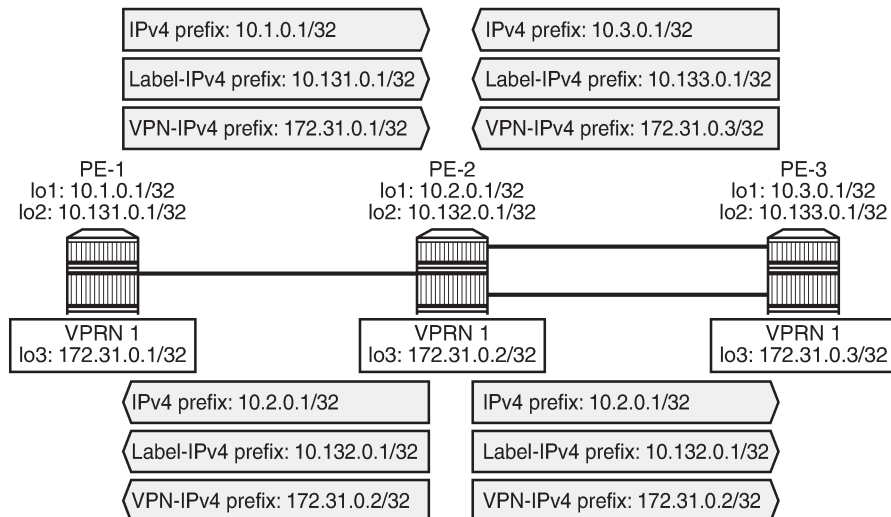 IPv4 prefix: 10.1.0.1/32
IPv4 prefix: 10.3.0.1/32
Label-IPv4 prefix: 10.131.0.1/32
Label-IPv4 prefix: 10.133.0.1/32
VPN-IPv4 prefix: 172.31.0.1/32
VPN-IPv4 prefix: 172.31.0.3/32
PE-1
lo1: 10.1.0.1/32
lo2: 10.131.0.1/32
PE-2
lo1: 10.2.0.1/32
lo2: 10.132.0.1/32
PE-3
lo1: 10.3.0.1/32
lo2: 10.133.0.1/32
VPRN 1
lo3: 172.31.0.1/32
VPRN 1
lo3: 172.31.0.2/32
VPRN 1
lo3: 172.31.0.3/32
IPv4 prefix: 10.2.0.1/32
IPv4 prefix: 10.2.0.1/32
Label-IPv4 prefix: 10.132.0.1/32
Label-IPv4 prefix: 10.132.0.1/32
VPN-IPv4 prefix: 172.31.0.2/32
VPN-IPv4 prefix: 172.31.0.2/32